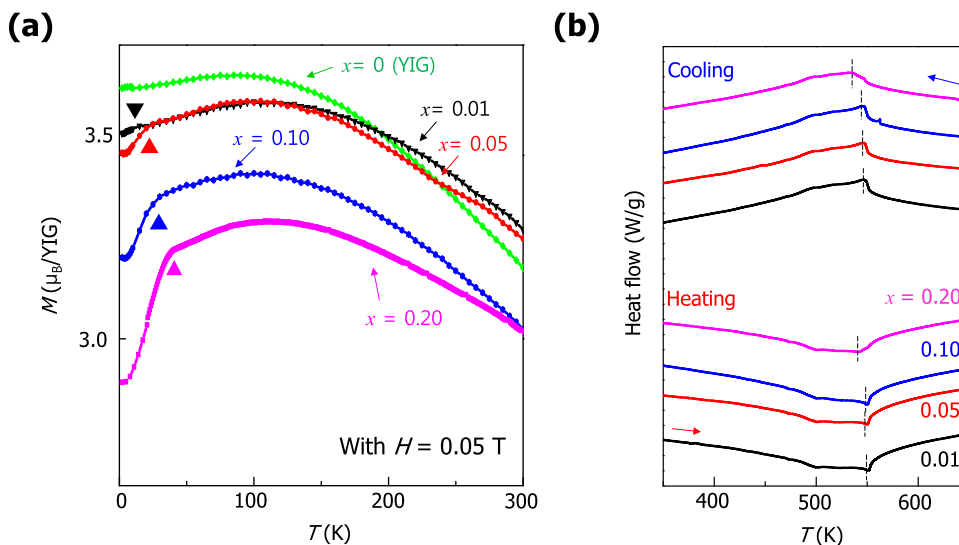 (a)
x= 0 (YIG)
x= 0.01
x= 0.05
x = 0.10
x = 0.20
3.5
3.0
M (μB/YIG)
With H = 0.05 T
0 100 200 300
T (K)
(b)
Cooling
Heating
x = 0.20
0.10
0.05
0.01
Heat flow (W/g)
400 500 600
T (K)